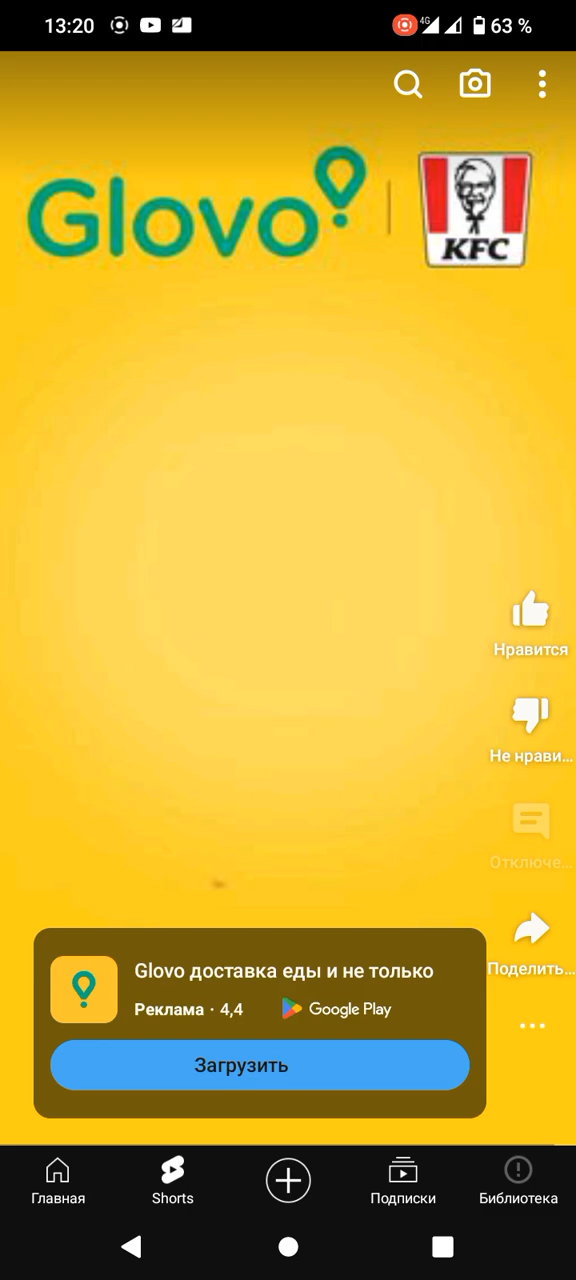 13:20
4G
63 %
Glovo
KFC
Нравится
Не нрави...
Отключе...
Поделить...
Glovo доставка еды и не только
Реклама · 4,4
Google Play
Загрузить
Главная
Shorts
Подписки
Библиотека